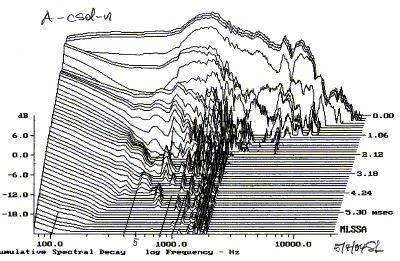 A-csd-n
dB
6.0
0.0
-6.0
-12.0
-18.0
0.00
1.06
2.12
3.18
4.24
5.30 msec
MLSSA
100.0 1000.0 10000.0
5
umulative Spectral Decay log Frequency - Hz